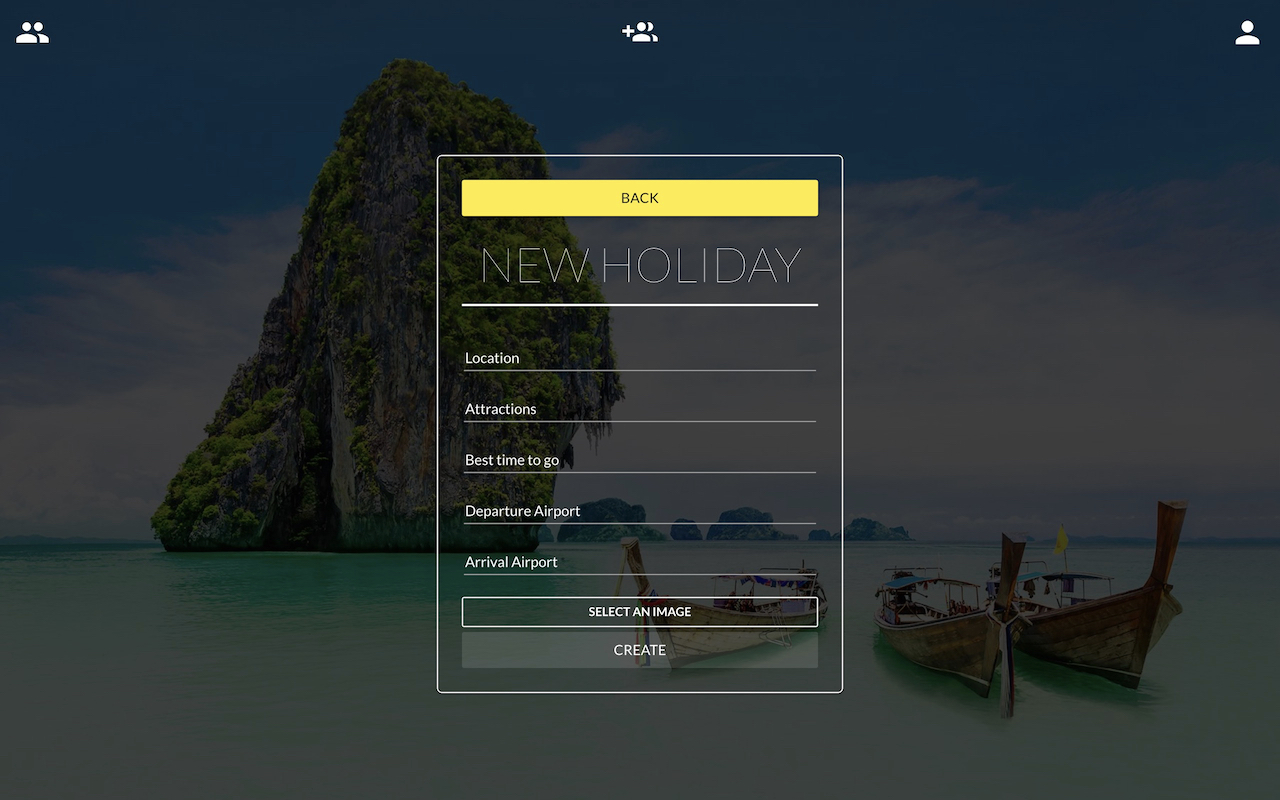 BACK
NEW HOLIDAY
Location
Attractions
Best time to go
Departure Airport
Arrival Airport
SELECT AN IMAGE
CREATE